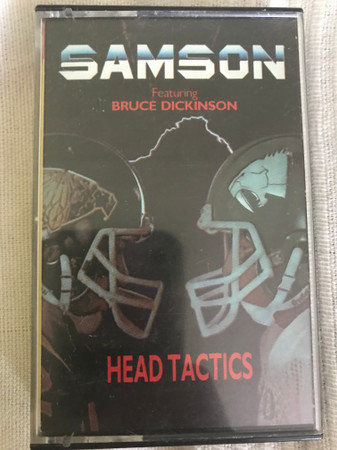 SAMSON
Featuring
BRUCE DICKINSON
HEAD TACTICS